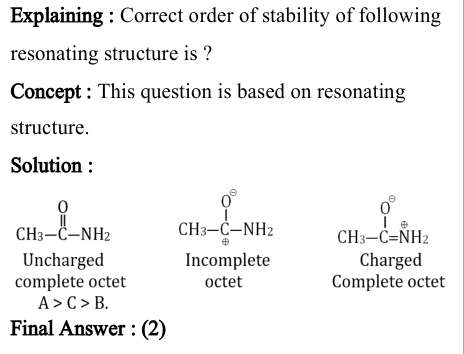 Explaining : Correct order of stability of following
resonating structure is ?
Concept : This question is based on resonating
structure.
Solution :
O
||
CH₃–C–NH₂
Uncharged
complete octet
O⊖
|
CH₃–C–NH₂
⊕
Incomplete
octet
O⊖
| ⊕
CH₃–C=NH₂
Charged
Complete octet
A > C > B.
Final Answer : (2)